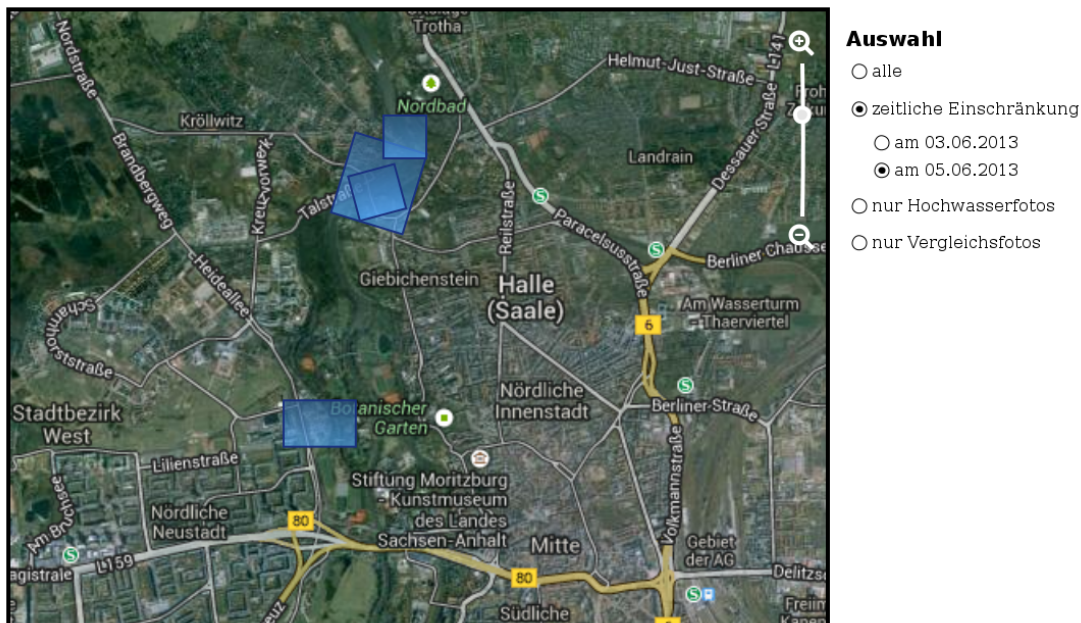 Trotha
Nordstraße
Helmut-Just-Straße
L141
Nordbad
Kröllwitz
Brandbergweg
Kreuzvorwerk
Landrain
Dessauer-Straße
Reilstraße
S
Paracelsusstraße
S
Berliner-Chaussee
Heideallee
Giebichenstein
Halle
(Saale)
Am Wasserturm
- Thaerviertel
6
Scharnhorststraße
S
Nördliche
Innenstadt
Berliner-Straße
Stadtbezirk
West
Botanischer
Garten
Lilienstraße
Volkmannstraße
Stiftung Moritzburg
- Kunstmuseum
des Landes
Sachsen-Anhalt
Nördliche
Neustadt
80
Am Bruchsee
S
L159
agistrale
Mitte
Gebiet
der AG
80
Delitzs
S
Südliche
Auswahl
alle
zeitliche Einschränkung
am 03.06.2013
am 05.06.2013
nur Hochwasserfotos
nur Vergleichsfotos